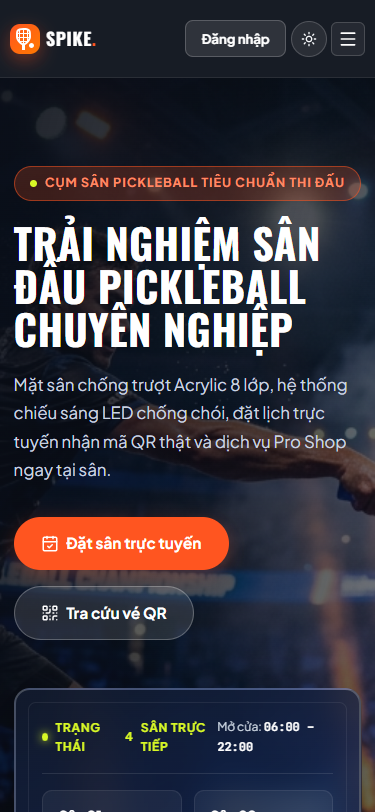 SPIKE.
Đăng nhập
CỤM SÂN PICKLEBALL TIÊU CHUẨN THI ĐẤU
TRẢI NGHIỆM SÂN
ĐẤU PICKLEBALL
CHUYÊN NGHIỆP
Mặt sân chống trượt Acrylic 8 lớp, hệ thống
chiếu sáng LED chống chói, đặt lịch trực
tuyến nhận mã QR thật và dịch vụ Pro Shop
ngay tại sân.
Đặt sân trực tuyến
Tra cứu vé QR
TRẠNG THÁI 4 SÂN TRỰC TIẾP
Mở cửa: 06:00 – 22:00